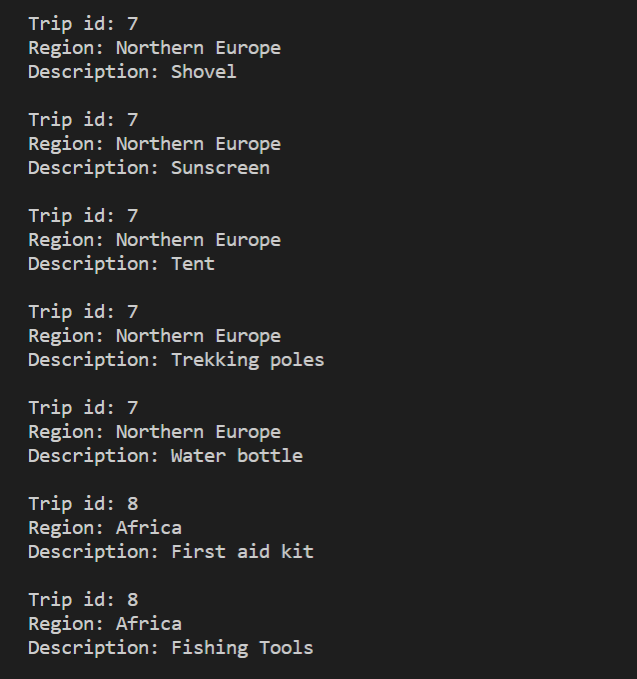 Trip id: 7
Region: Northern Europe
Description: Shovel
Trip id: 7
Region: Northern Europe
Description: Sunscreen
Trip id: 7
Region: Northern Europe
Description: Tent
Trip id: 7
Region: Northern Europe
Description: Trekking poles
Trip id: 7
Region: Northern Europe
Description: Water bottle
Trip id: 8
Region: Africa
Description: First aid kit
Trip id: 8
Region: Africa
Description: Fishing Tools